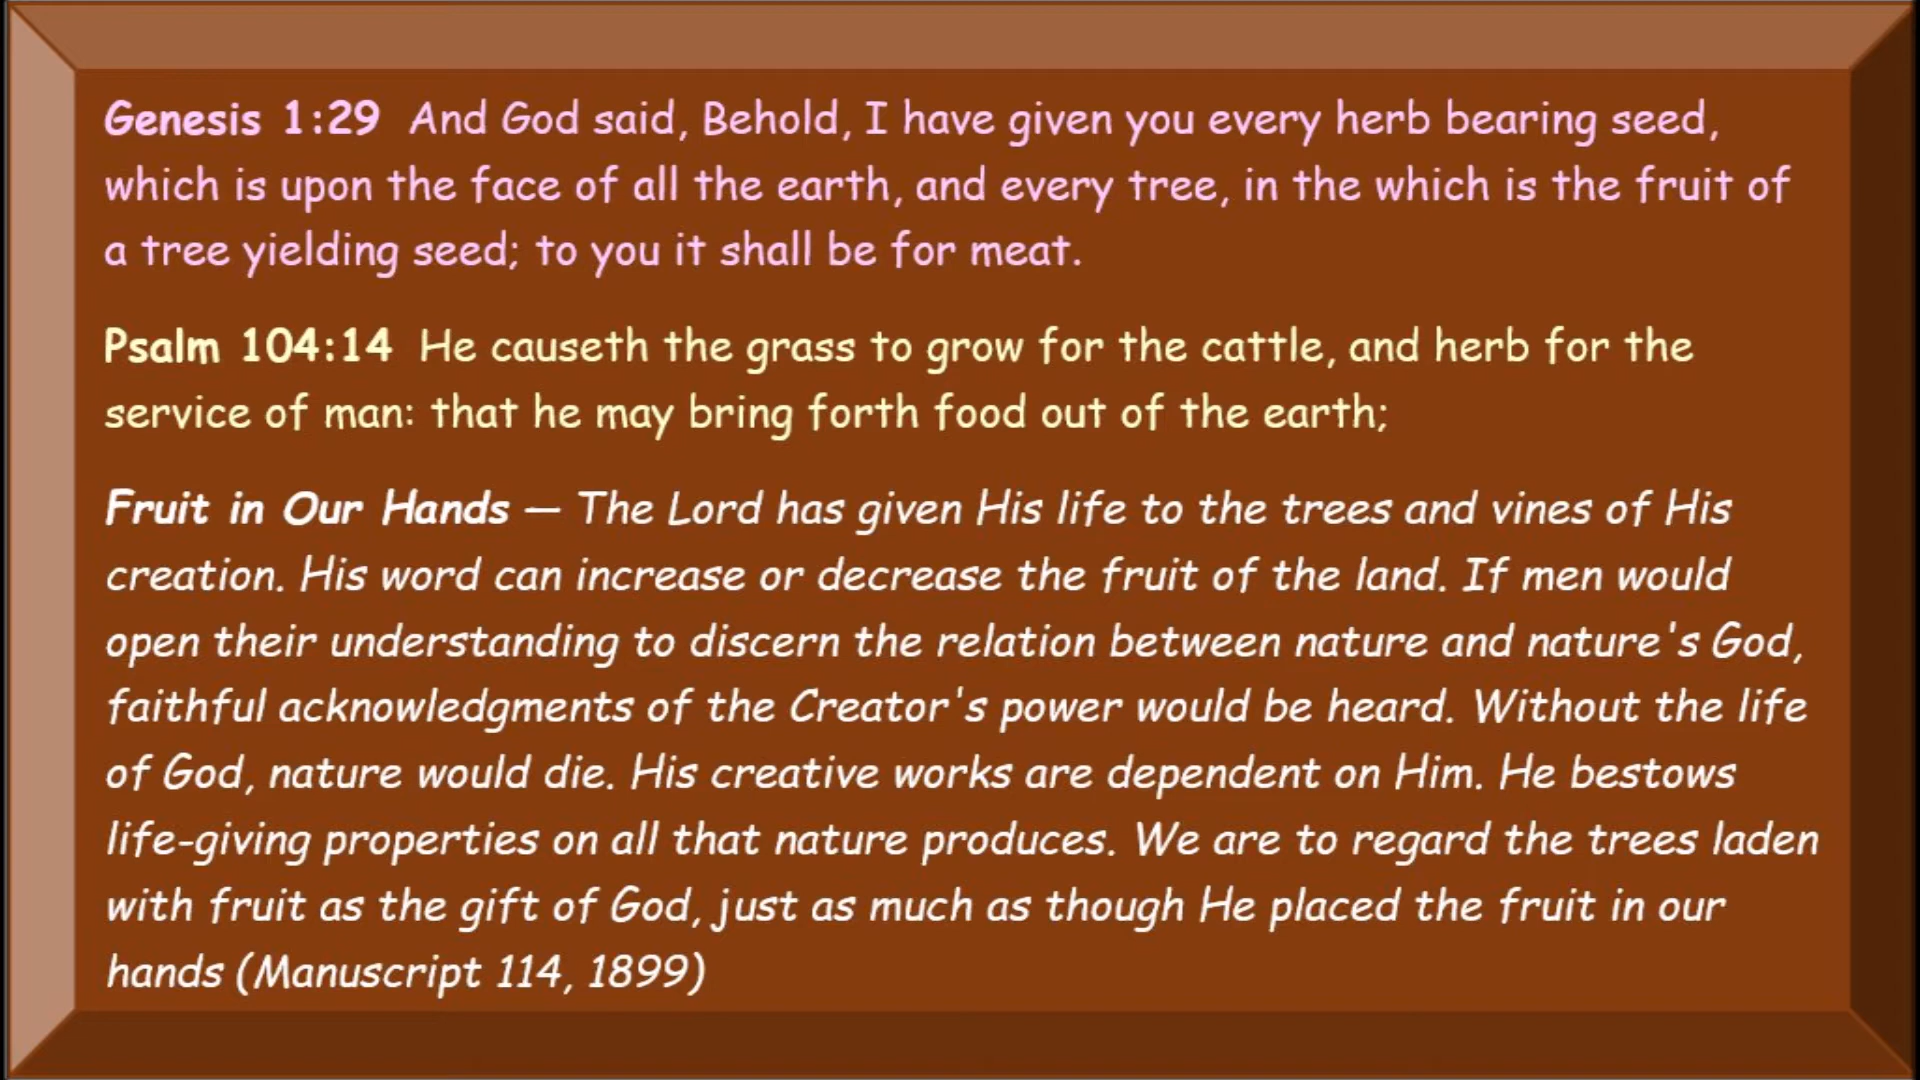 Genesis 1:29 And God said, Behold, I have given you every herb bearing seed,
which is upon the face of all the earth, and every tree, in the which is the fruit of
a tree yielding seed; to you it shall be for meat.
Psalm 104:14 He causeth the grass to grow for the cattle, and herb for the
service of man: that he may bring forth food out of the earth;
Fruit in Our Hands — The Lord has given His life to the trees and vines of His
creation. His word can increase or decrease the fruit of the land. If men would
open their understanding to discern the relation between nature and nature's God,
faithful acknowledgments of the Creator's power would be heard. Without the life
of God, nature would die. His creative works are dependent on Him. He bestows
life-giving properties on all that nature produces. We are to regard the trees laden
with fruit as the gift of God, just as much as though He placed the fruit in our
hands (Manuscript 114, 1899)